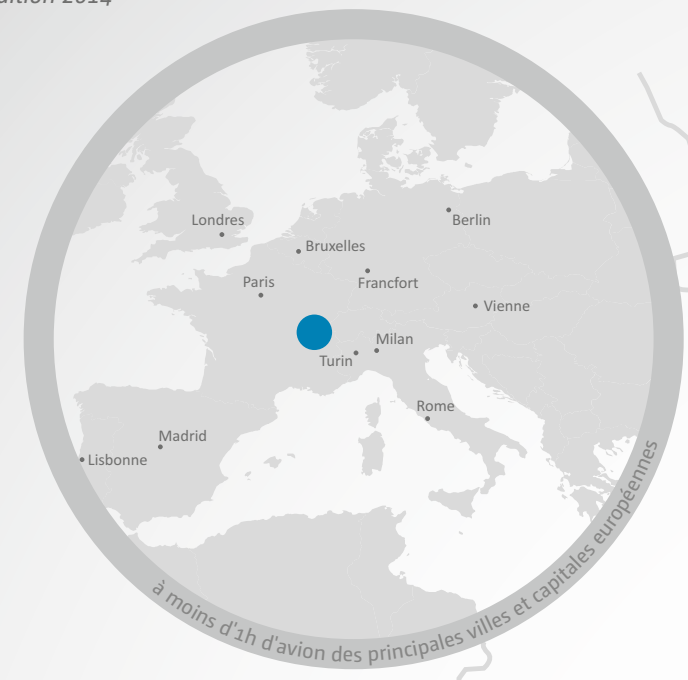 édition 2014
Londres
Berlin
Bruxelles
Paris
Francfort
Vienne
Milan
Turin
Rome
Madrid
Lisbonne
à moins d'1h d'avion des principales villes et capitales européennes